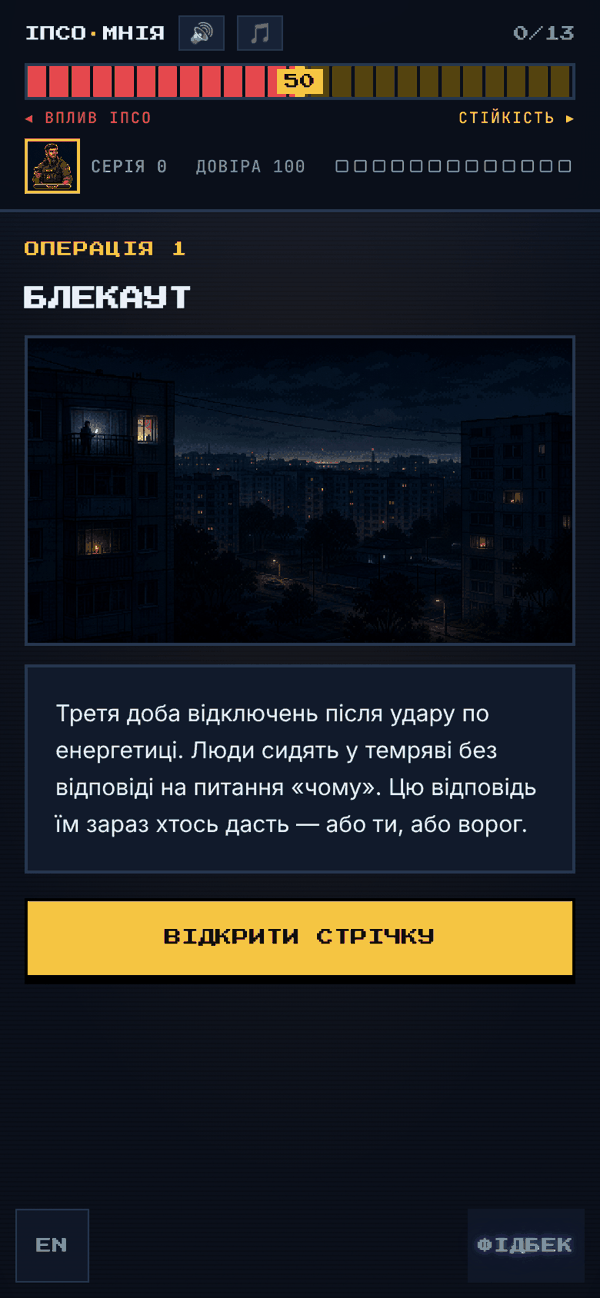 ІПСО·МНІЯ
0/13
50
◀ ВПЛИВ ІПСО
СТІЙКІСТЬ ▶
СЕРІЯ 0 ДОВІРА 100
ОПЕРАЦІЯ 1
БЛЕКАУТ
Третя доба відключень після удару по
енергетиці. Люди сидять у темряві без
відповіді на питання «чому». Цю відповідь
їм зараз хтось дасть — або ти, або ворог.
ВІДКРИТИ СТРІЧКУ
EN
ФІДБЕК